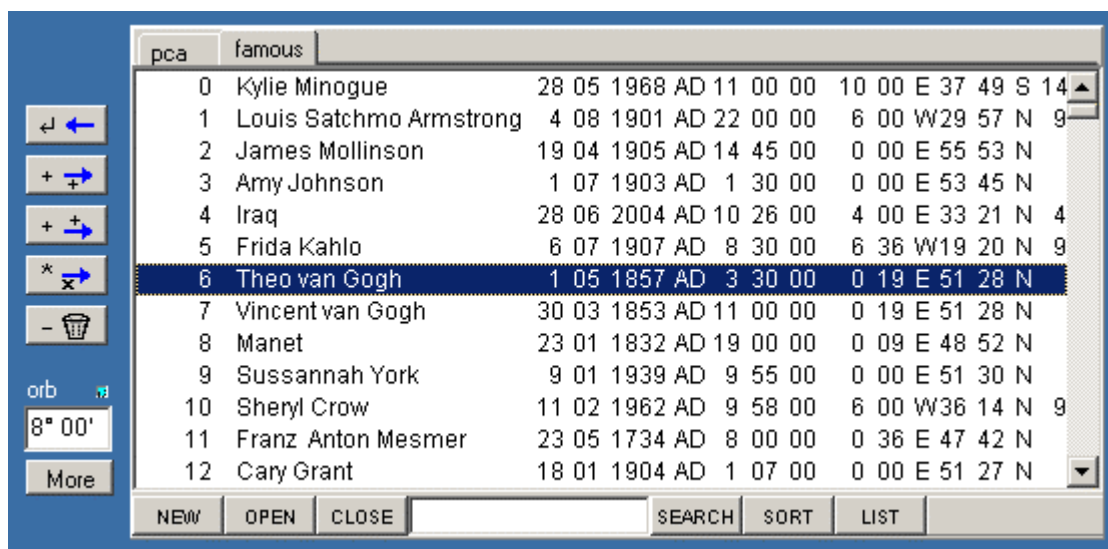 pca famous
0 Kylie Minogue 28 05 1968 AD 11 00 00 10 00 E 37 49 S 14
1 Louis Satchmo Armstrong 4 08 1901 AD 22 00 00 6 00 W29 57 N 9
2 James Mollinson 19 04 1905 AD 14 45 00 0 00 E 55 53 N
3 Amy Johnson 1 07 1903 AD 1 30 00 0 00 E 53 45 N
4 Iraq 28 06 2004 AD 10 26 00 4 00 E 33 21 N 4
5 Frida Kahlo 6 07 1907 AD 8 30 00 6 36 W19 20 N 9
6 Theo van Gogh 1 05 1857 AD 3 30 00 0 19 E 51 28 N
7 Vincent van Gogh 30 03 1853 AD 11 00 00 0 19 E 51 28 N
8 Manet 23 01 1832 AD 19 00 00 0 09 E 48 52 N
9 Sussannah York 9 01 1939 AD 9 55 00 0 00 E 51 30 N
10 Sheryl Crow 11 02 1962 AD 9 58 00 6 00 W36 14 N 9
11 Franz Anton Mesmer 23 05 1734 AD 8 00 00 0 36 E 47 42 N
12 Cary Grant 18 01 1904 AD 1 07 00 0 00 E 51 27 N
orb
8° 00'
More
NEW OPEN CLOSE SEARCH SORT LIST